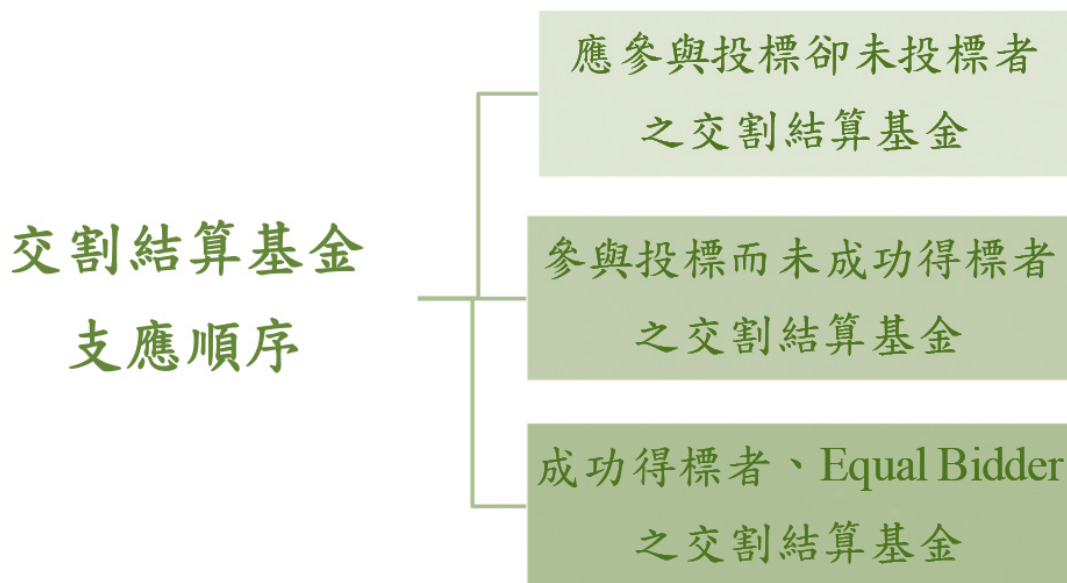 交割結算基金
支應順序
應參與投標卻未投標者
之交割結算基金
參與投標而未成功得標者
之交割結算基金
成功得標者、Equal Bidder
之交割結算基金